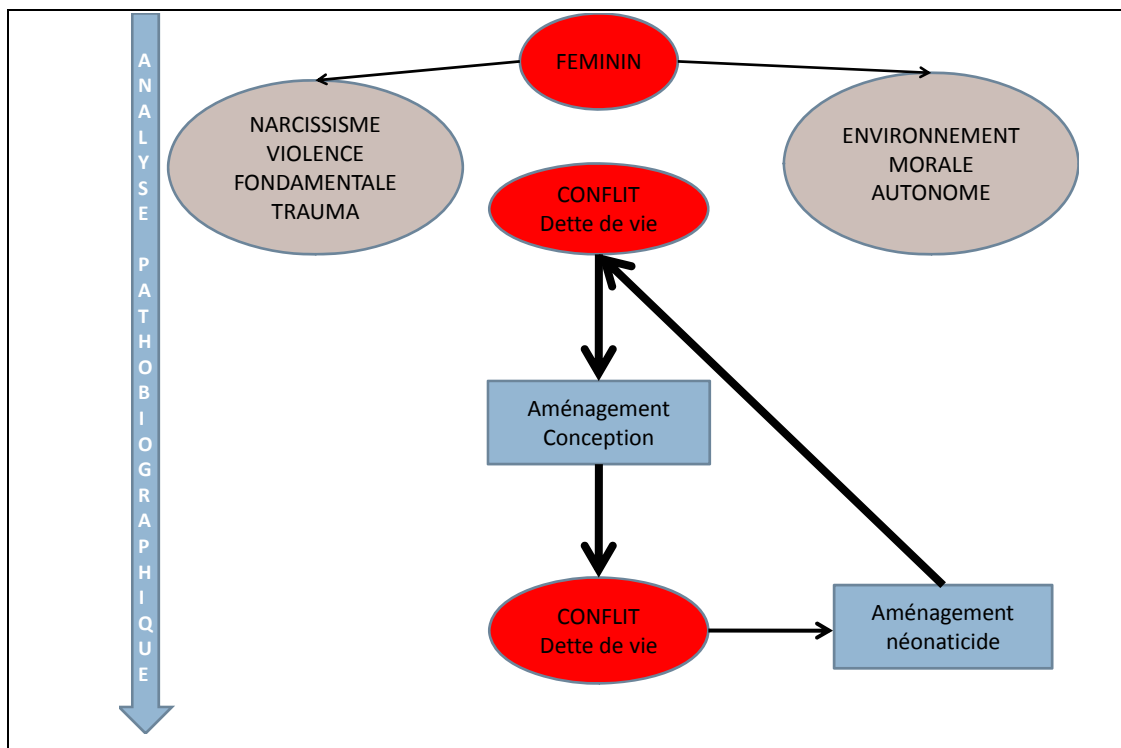 ANALYSE PATHOBIOGRAPHIQUE
FEMININ
NARCISSISME
VIOLENCE
FONDAMENTALE
TRAUMA
ENVIRONNEMENT
MORALE
AUTONOME
CONFLIT
Dette de vie
Aménagement
Conception
CONFLIT
Dette de vie
Aménagement
néonaticide